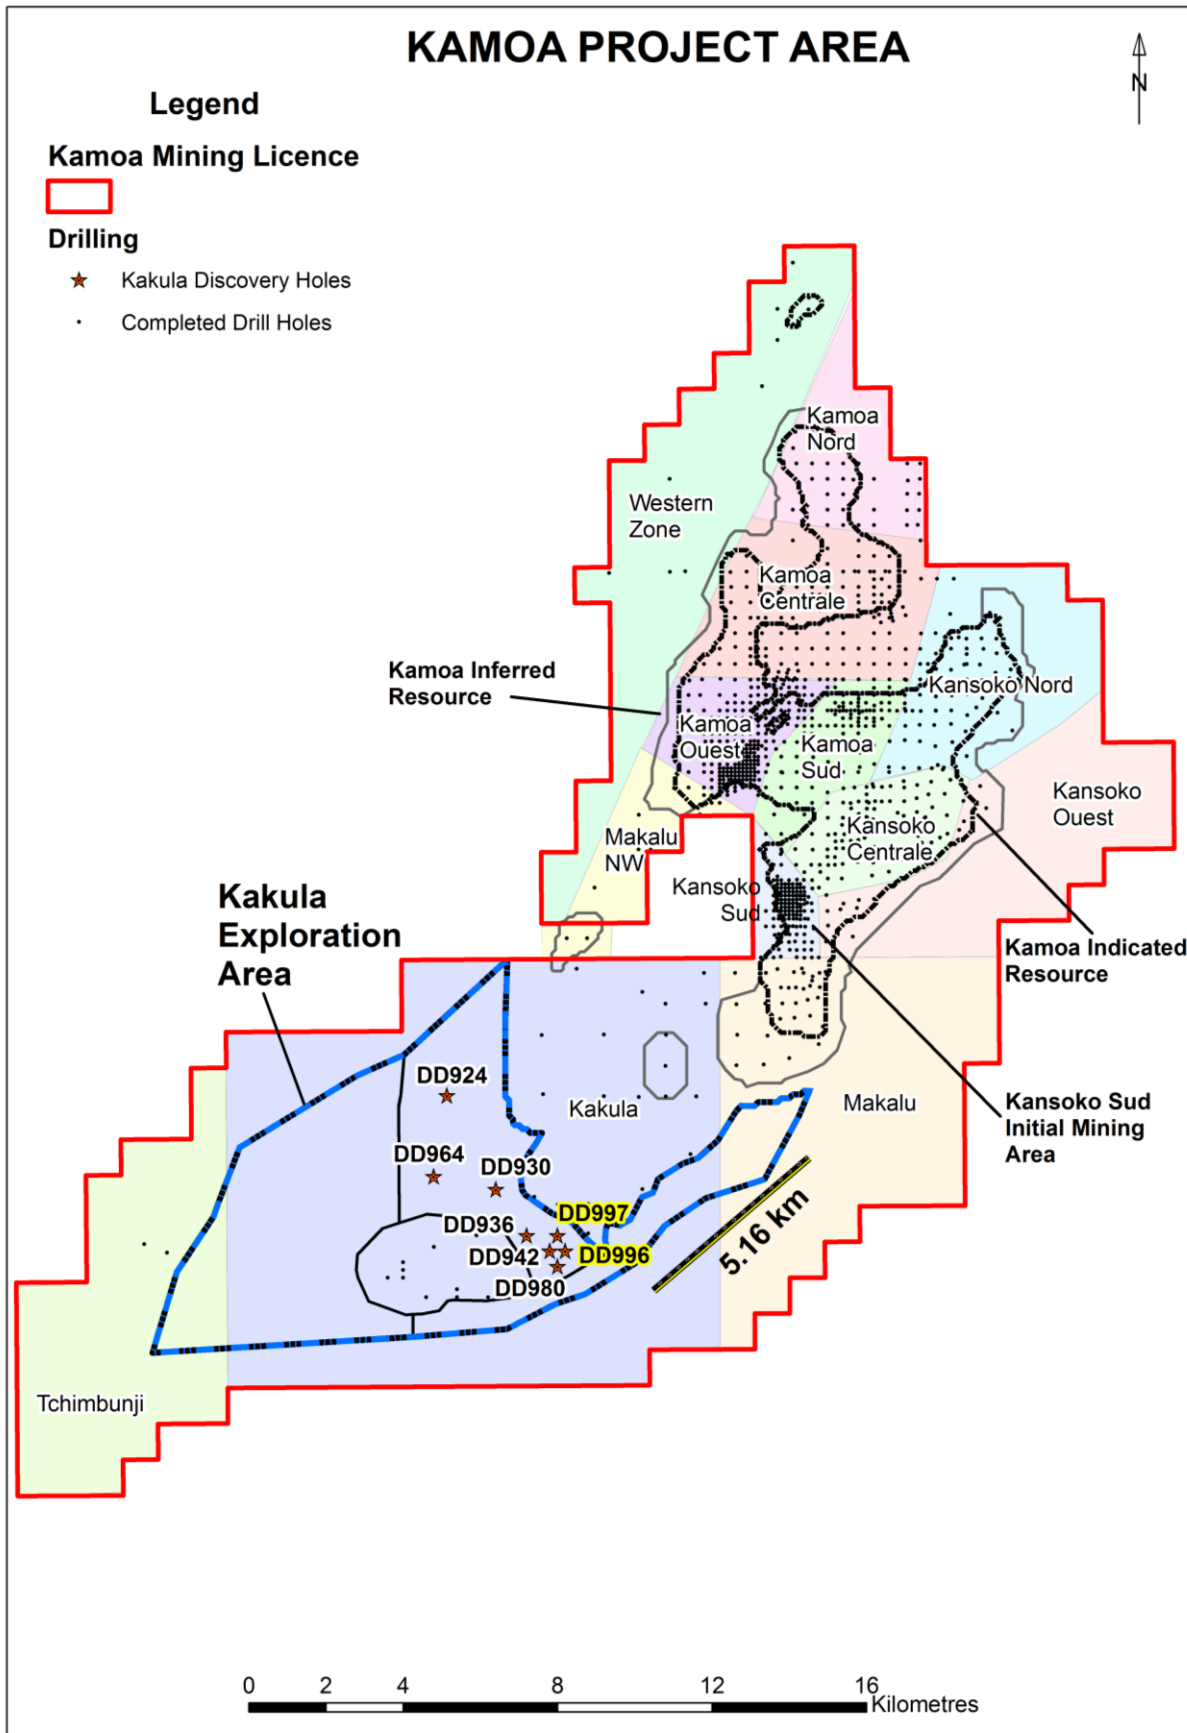 KAMOA PROJECT AREA
N
Legend
Kamoa Mining Licence
Drilling
Kakula Discovery Holes
Completed Drill Holes
Kamoa
Nord
Western
Zone
Kamoa
Centrale
Kamoa Inferred
Resource
Kansoko Nord
Kamoa
Ouest
Kamoa
Sud
Kansoko
Ouest
Makalu
NW
Kansoko
Centrale
Kansoko
Sud
Kakula
Exploration
Area
Kamoa Indicated
Resource
DD924
Kakula
Makalu
Kansoko Sud
Initial Mining
Area
DD964
DD930
DD936
DD997
DD942
DD996
DD980
5.16 km
Tchimbunji
0 2 4 8 12 16
Kilometres